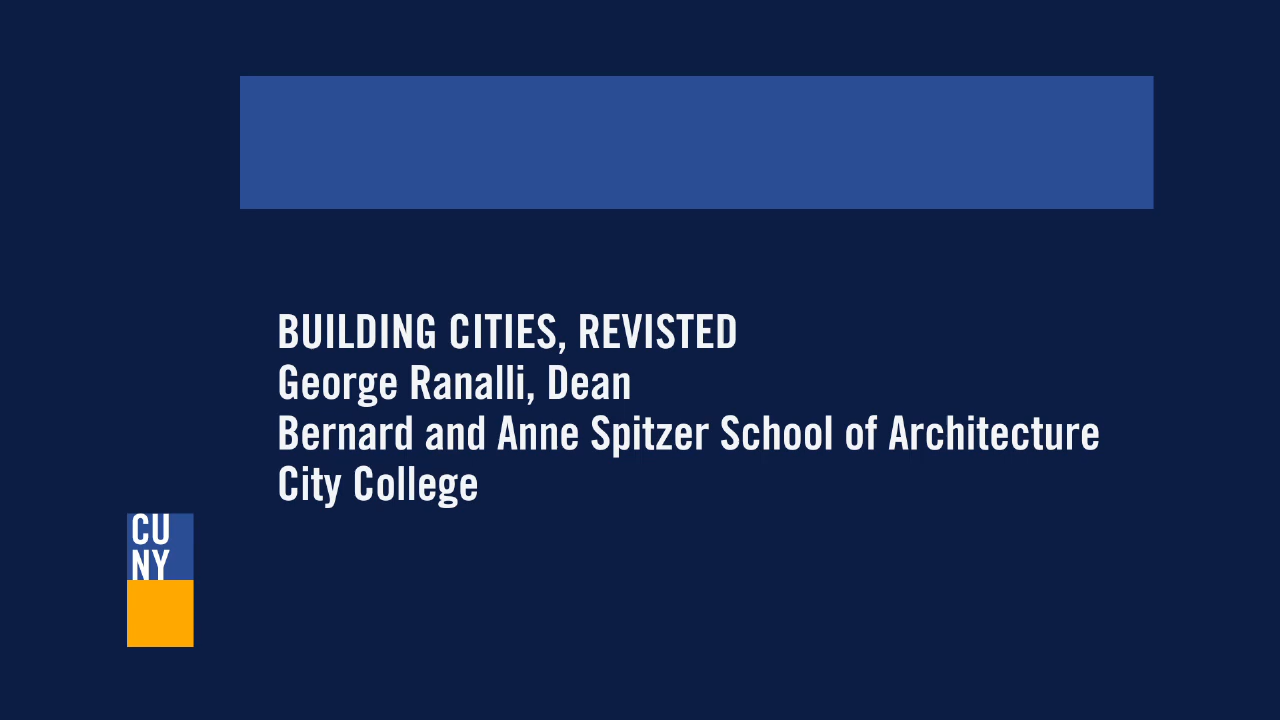 BUILDING CITIES, REVISTED
George Ranalli, Dean
Bernard and Anne Spitzer School of Architecture
City College
CU
NY